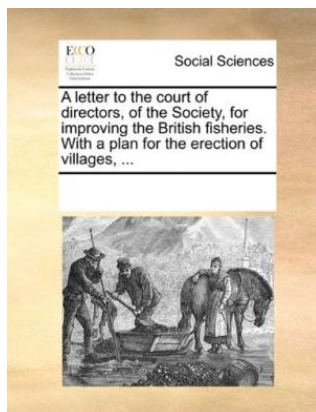 ECCO
Social Sciences
A letter to the court of
directors, of the Society, for
improving the British fisheries.
With a plan for the erection of
villages, ...